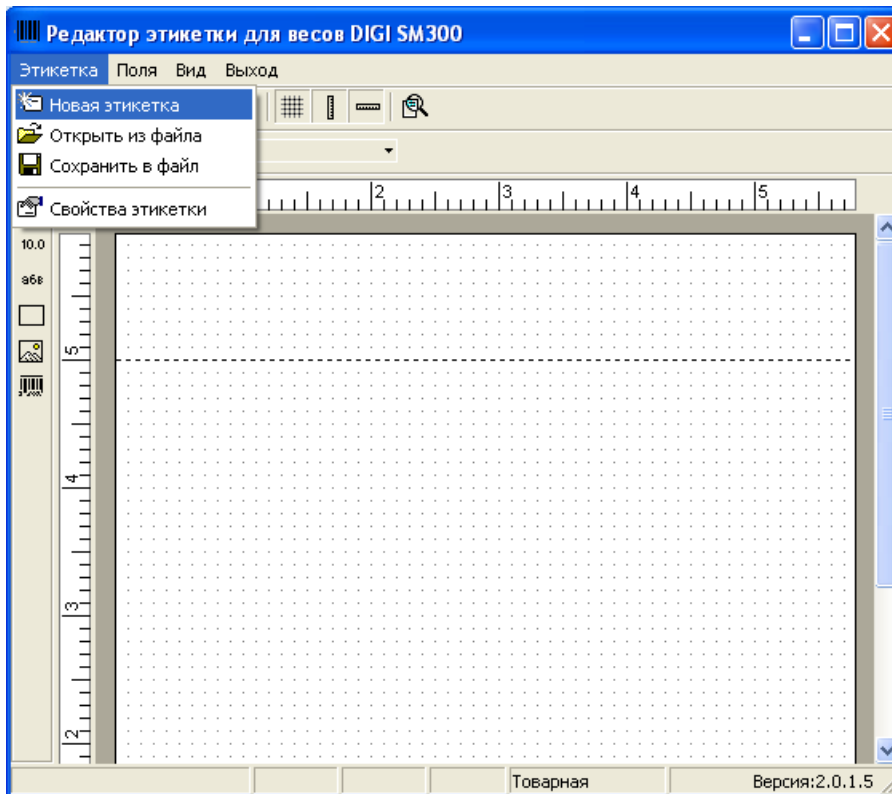 Редактор этикетки для весов DIGI SM300
Этикетка Поля Вид Выход
Новая этикетка
Открыть из файла
Сохранить в файл
Свойства этикетки
2 3 4 5
10.0
абв
5
4
3
2
Товарная Версия:2.0.1.5